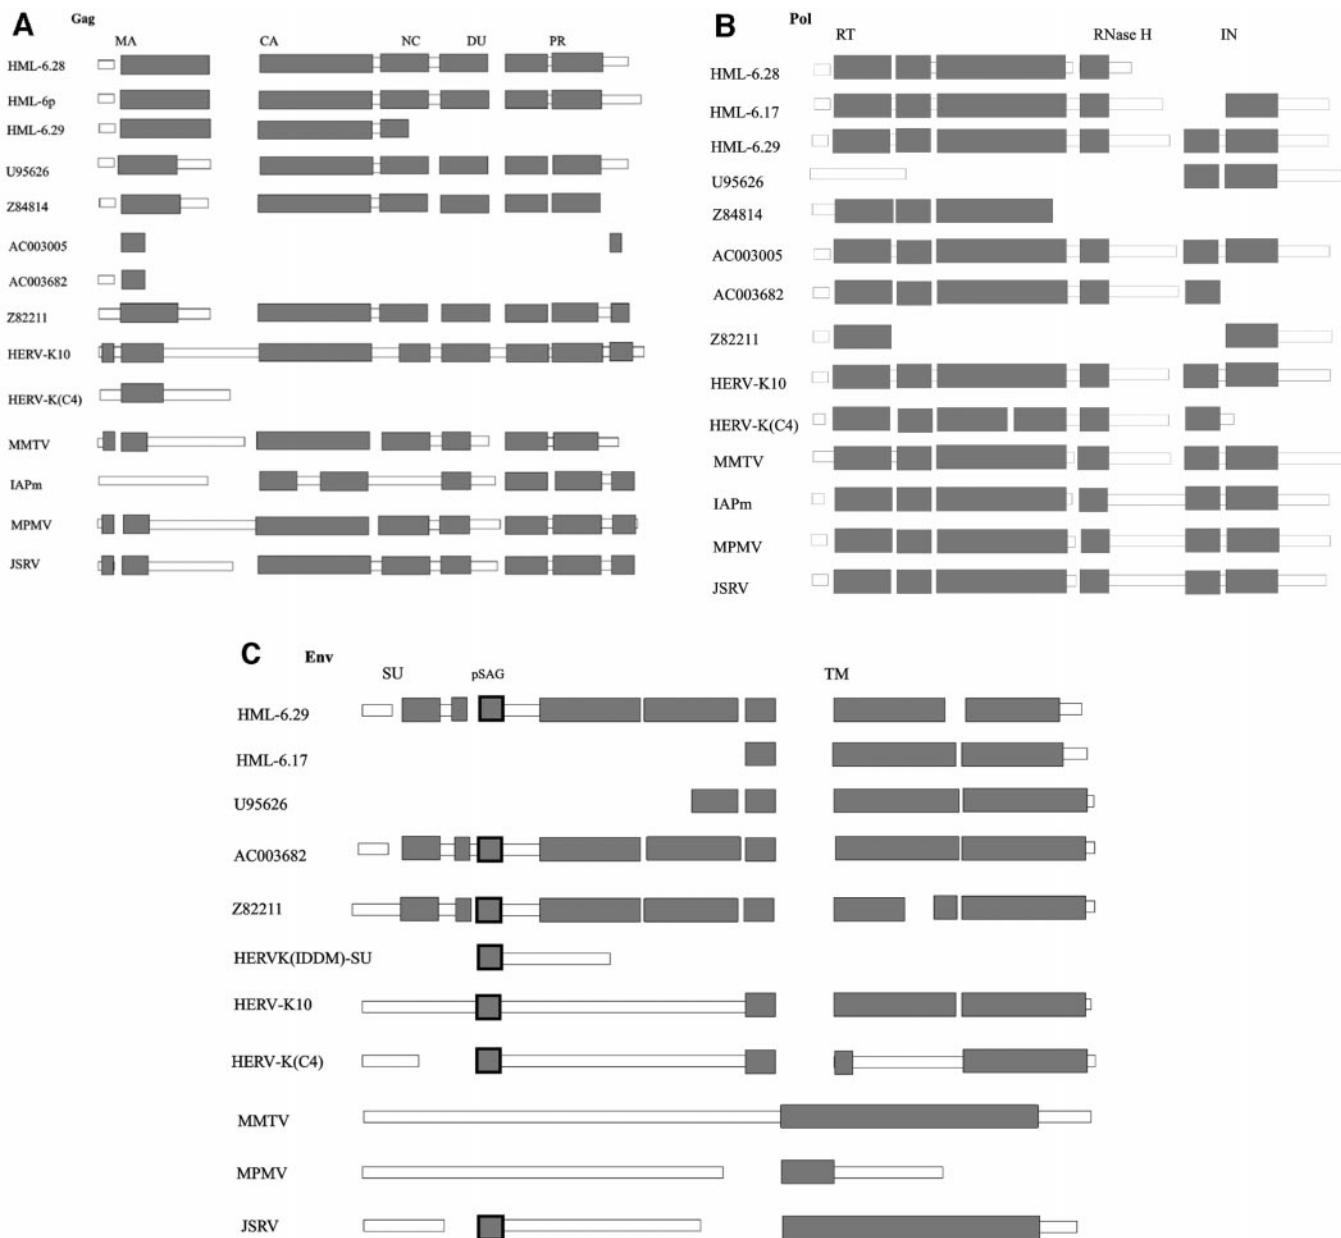 A Gag
MA CA NC DU PR
HML-6.28
HML-6p
HML-6.29
U95626
Z84814
AC003005
AC003682
Z82211
HERV-K10
HERV-K(C4)
MMTV
IAPm
MPMV
JSRV
B Pol
RT RNase H IN
HML-6.28
HML-6.17
HML-6.29
U95626
Z84814
AC003005
AC003682
Z82211
HERV-K10
HERV-K(C4)
MMTV
IAPm
MPMV
JSRV
C Env
SU pSAG TM
HML-6.29
HML-6.17
U95626
AC003682
Z82211
HERVK(IDDM)-SU
HERV-K10
HERV-K(C4)
MMTV
MPMV
JSRV